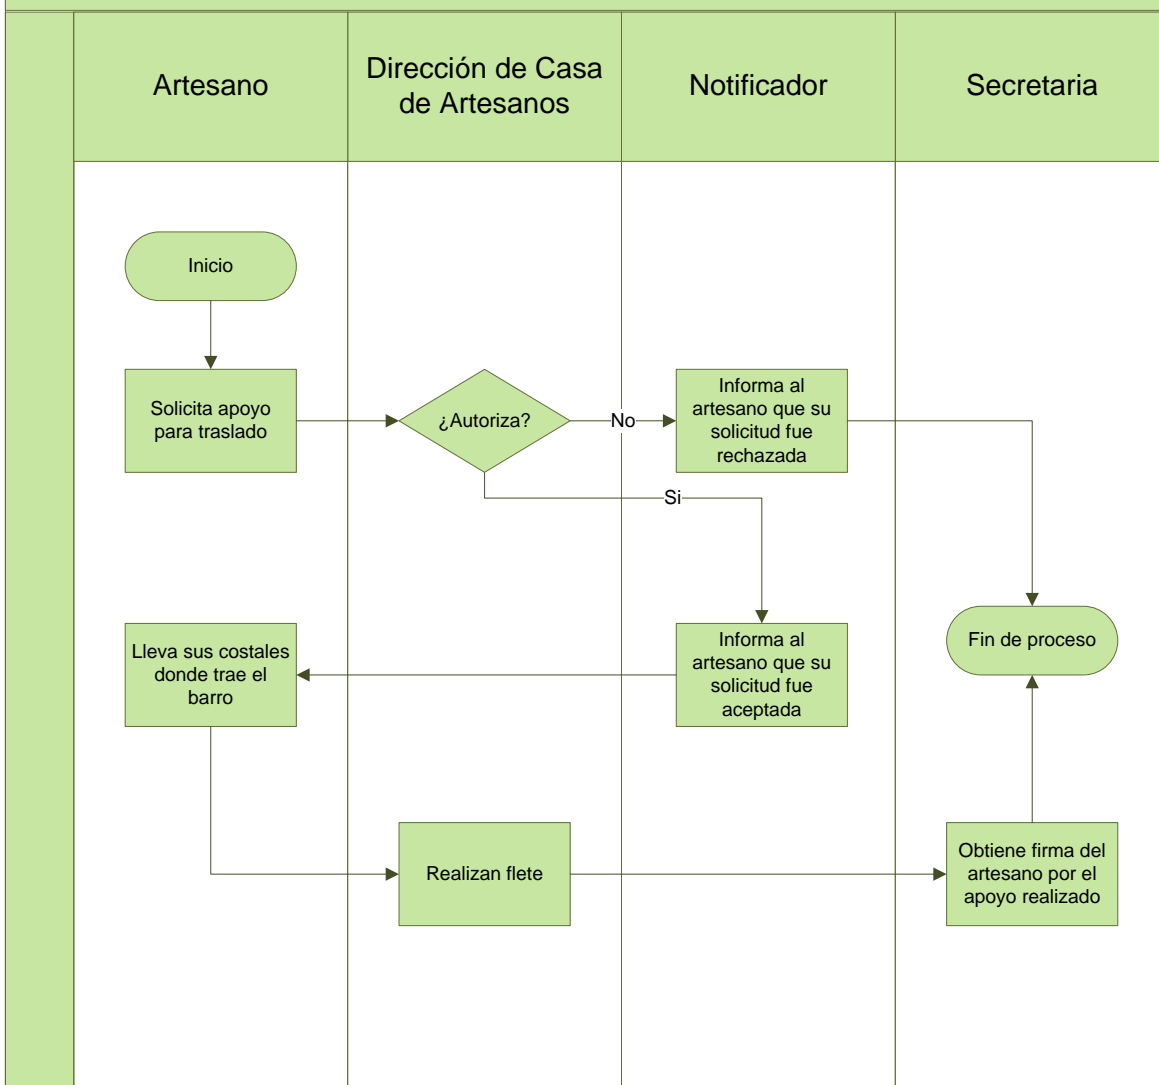 Artesano
Dirección de Casa
de Artesanos
Notificador
Secretaria
Inicio
Solicita apoyo
para traslado
¿Autoriza?
No
Informa al
artesano que su
solicitud fue
rechazada
Si
Lleva sus costales
donde trae el
barro
Informa al
artesano que su
solicitud fue
aceptada
Fin de proceso
Realizan flete
Obtiene firma del
artesano por el
apoyo realizado